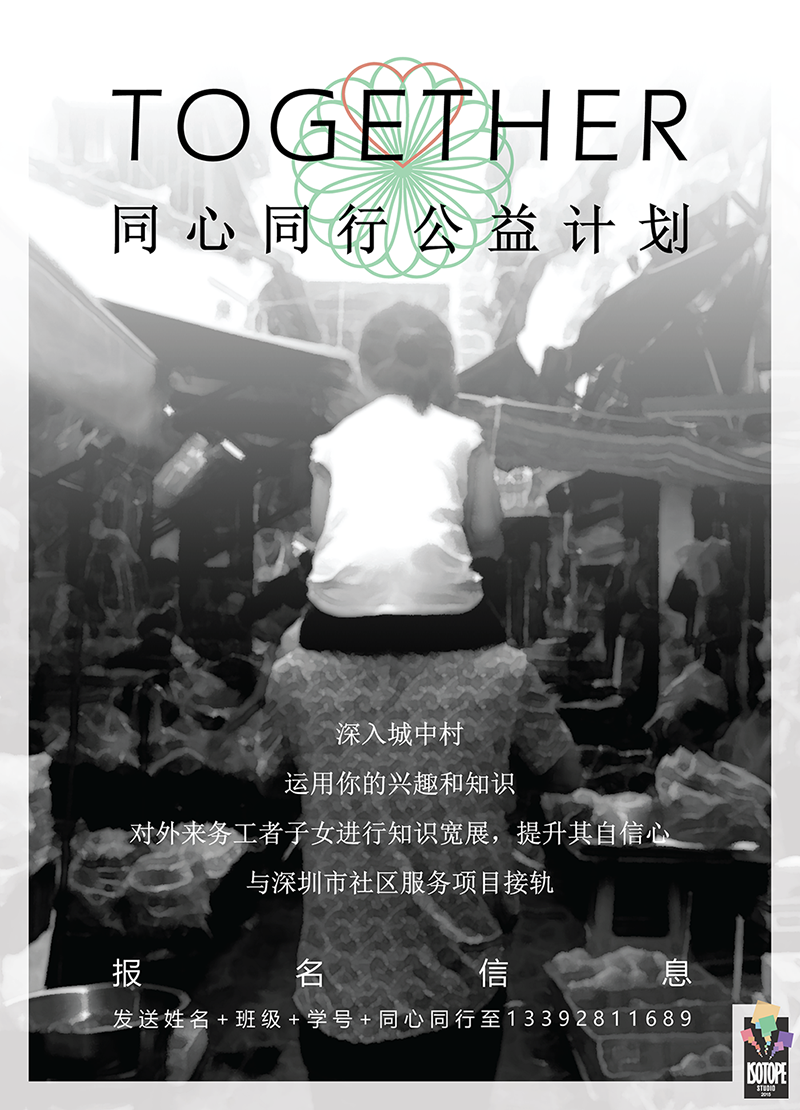 TOGETHER
同心同行公益计划
深入城中村
运用你的兴趣和知识
对外来务工者子女进行知识宽展，提升其自信心
与深圳市社区服务项目接轨
报名信息
发送姓名+班级+学号+同心同行至13392811689
ISOTOPE
STUDIO
2015